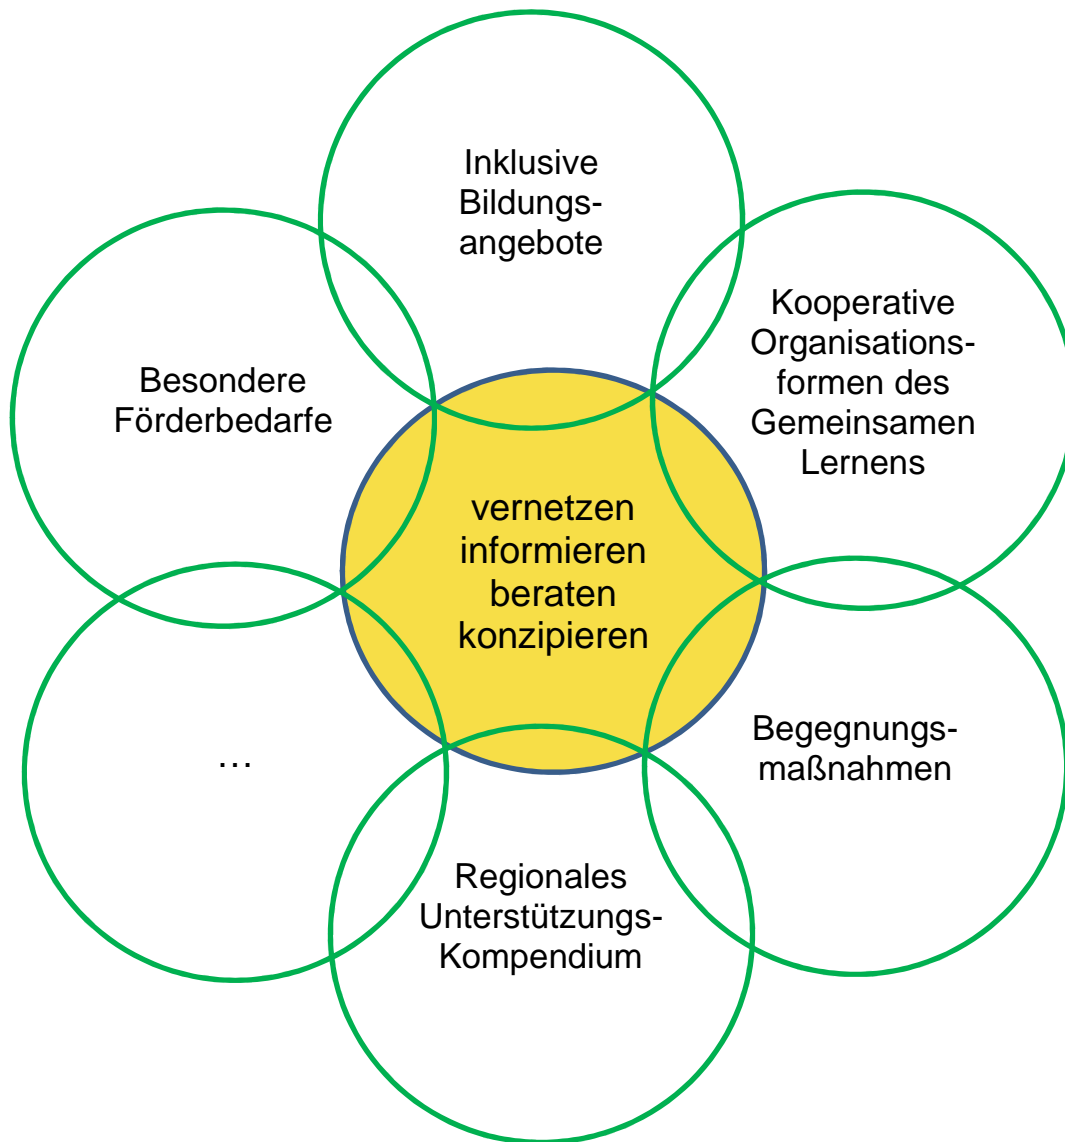 Inklusive
Bildungs-
angebote
Kooperative
Organisations-
formen des
Gemeinsamen
Lernens
Besondere
Förderbedarfe
vernetzen
informieren
beraten
konzipieren
Begegnungs-
maßnahmen
…
Regionales
Unterstützungs-
Kompendium